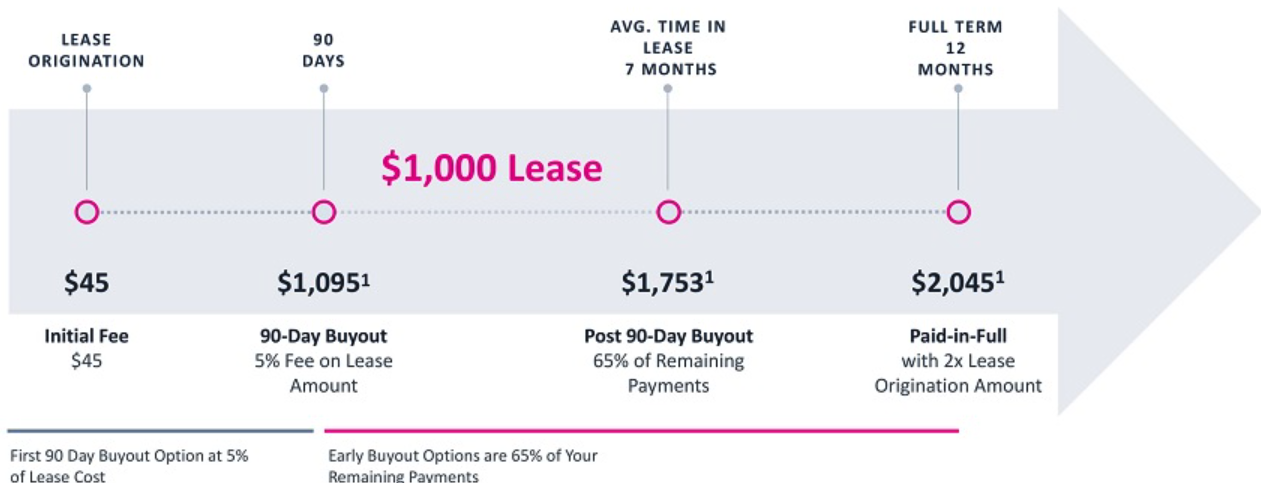 LEASE
ORIGINATION
90
DAYS
AVG. TIME IN
LEASE
7 MONTHS
FULL TERM
12
MONTHS
$1,000 Lease
$45
$1,095¹
$1,753¹
$2,045¹
Initial Fee
$45
90-Day Buyout
5% Fee on Lease
Amount
Post 90-Day Buyout
65% of Remaining
Payments
Paid-in-Full
with 2x Lease
Origination Amount
First 90 Day Buyout Option at 5%
of Lease Cost
Early Buyout Options are 65% of Your
Remaining Payments